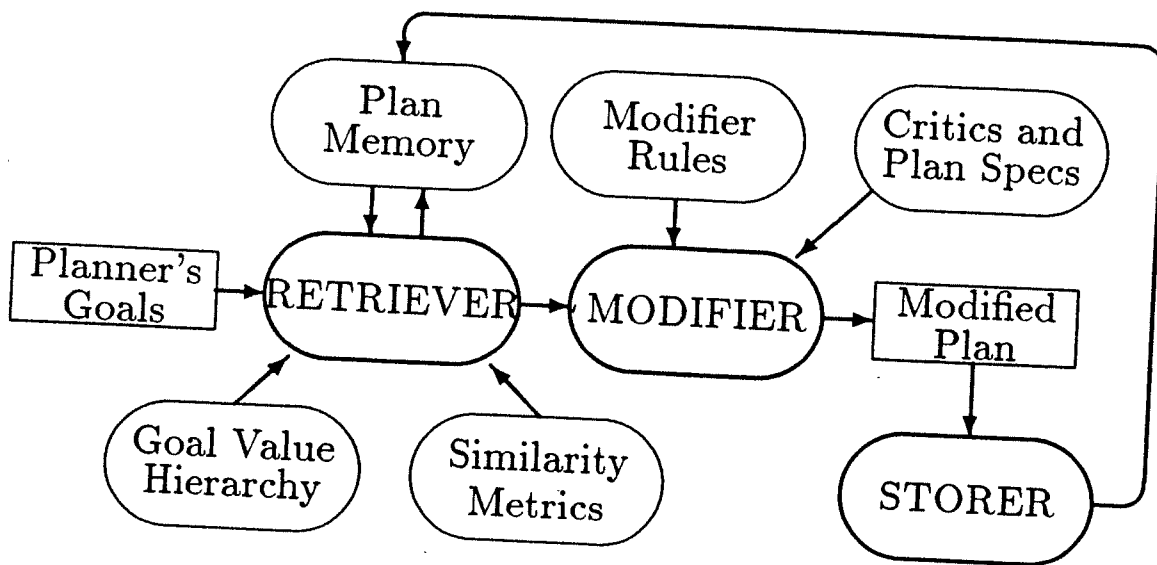 Plan
Memory
Modifier
Rules
Critics and
Plan Specs
Planner's
Goals
RETRIEVER
MODIFIER
Modified
Plan
Goal Value
Hierarchy
Similarity
Metrics
STORER